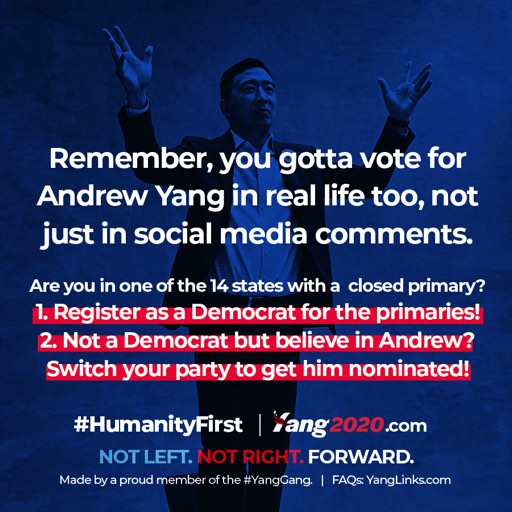 Remember, you gotta vote for
Andrew Yang in real life too, not
just in social media comments.
Are you in one of the 14 states with a closed primary?
1. Register as a Democrat for the primaries!
2. Not a Democrat but believe in Andrew?
Switch your party to get him nominated!
#HumanityFirst | Yang2020.com
NOT LEFT. NOT RIGHT. FORWARD.
Made by a proud member of the #YangGang. | FAQs: YangLinks.com